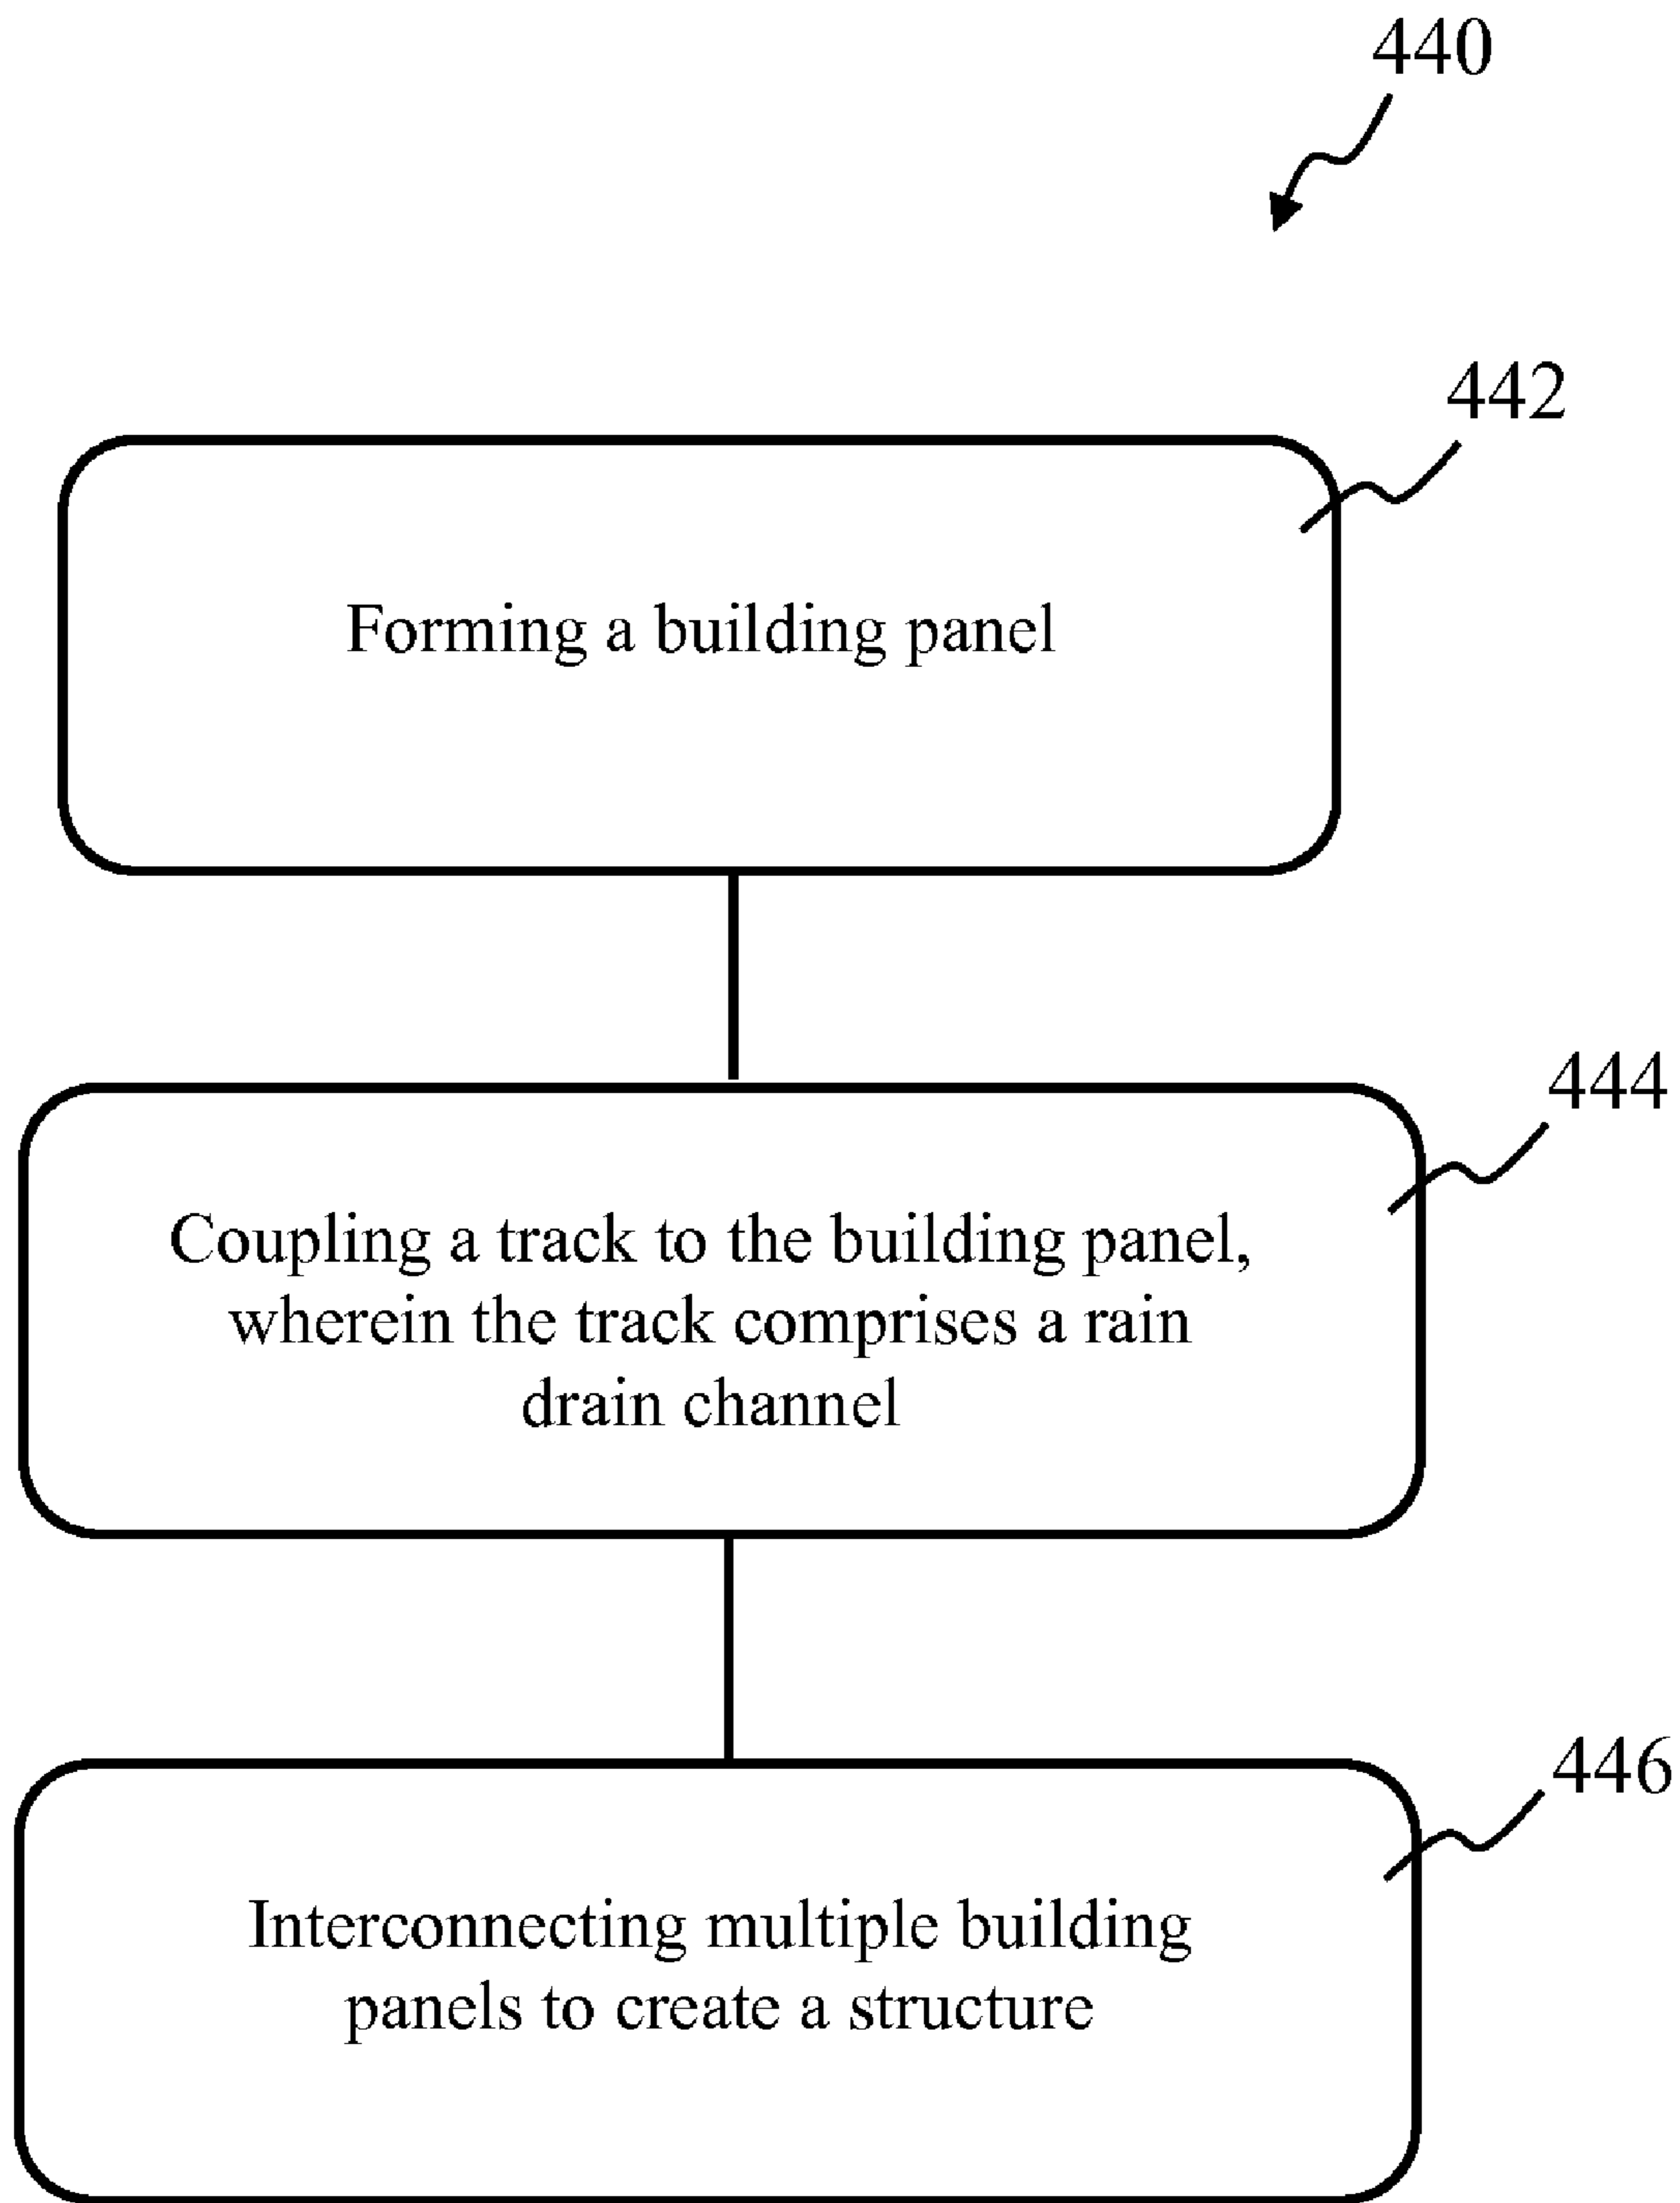 440
442
Forming a building panel
444
Coupling a track to the building panel,
wherein the track comprises a rain
drain channel
446
Interconnecting multiple building
panels to create a structure